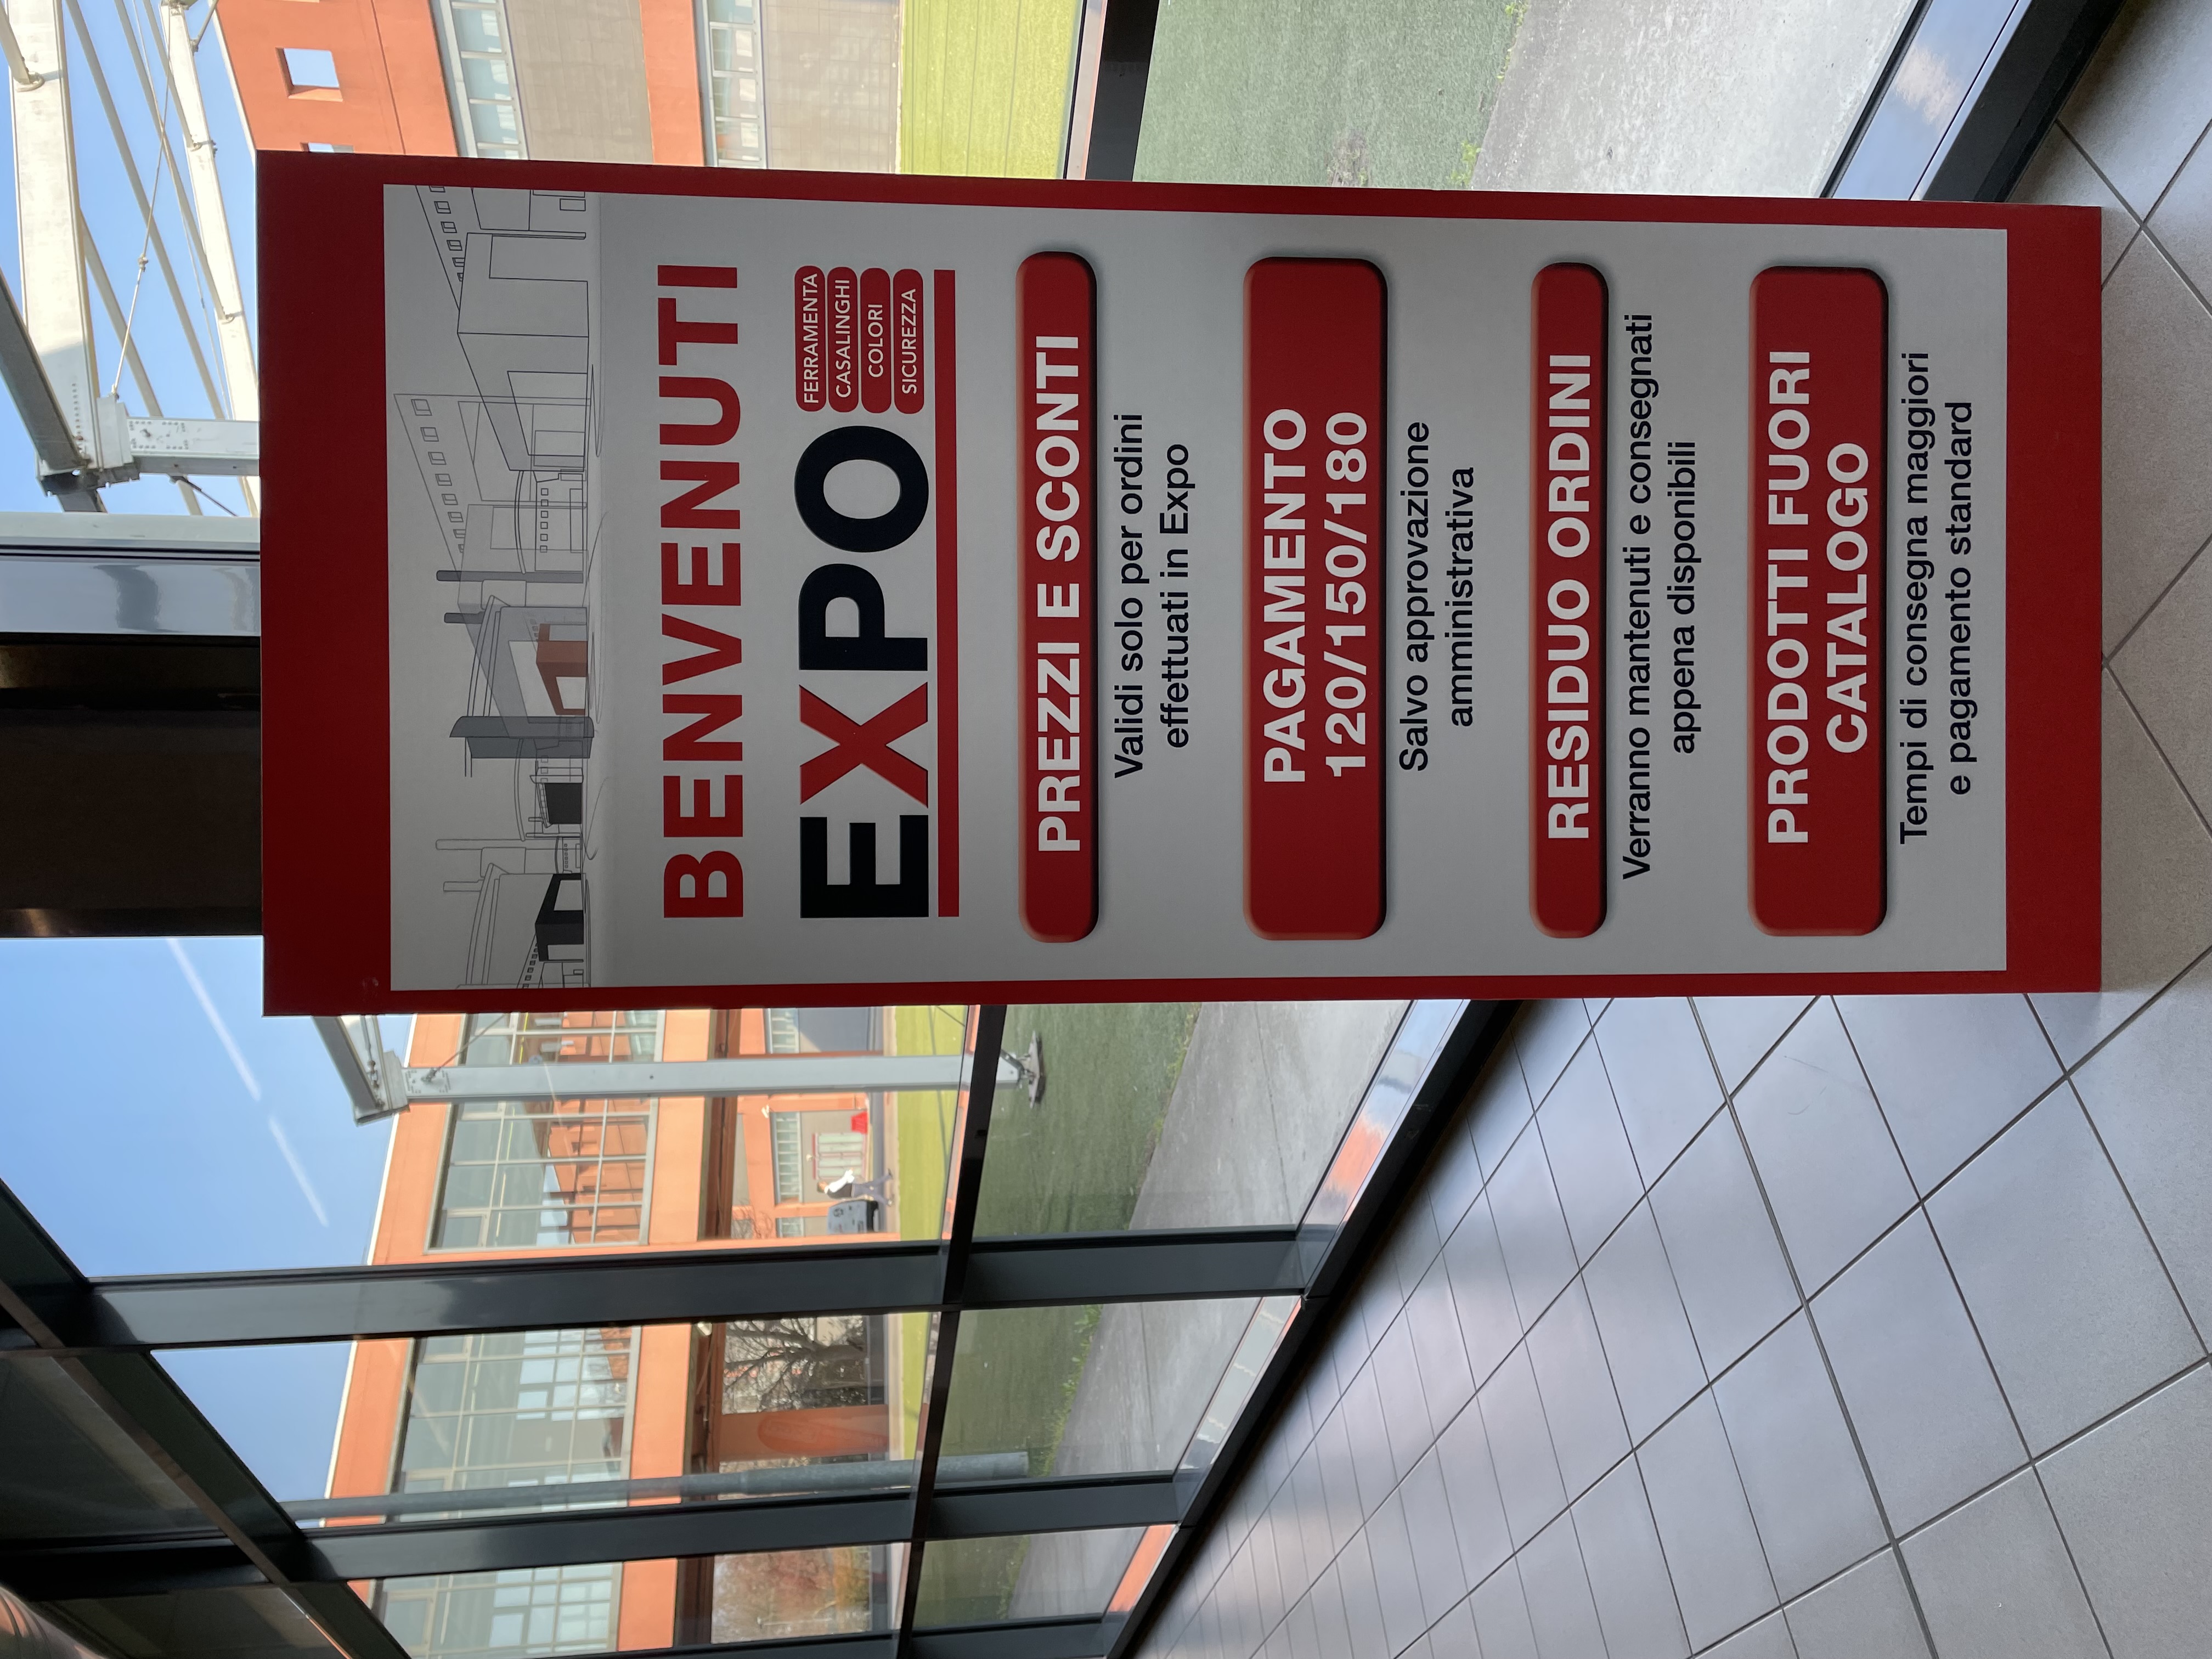 BENVENUTI
EXPO
FERRAMENTA
CASALINGHI
COLORI
SICUREZZA
PREZZI E SCONTI
Validi solo per ordini
effettuati in Expo
PAGAMENTO
120/150/180
Salvo approvazione
amministrativa
RESIDUO ORDINI
Verranno mantenuti e consegnati
appena disponibili
PRODOTTI FUORI
CATALOGO
Tempi di consegna maggiori
e pagamento standard